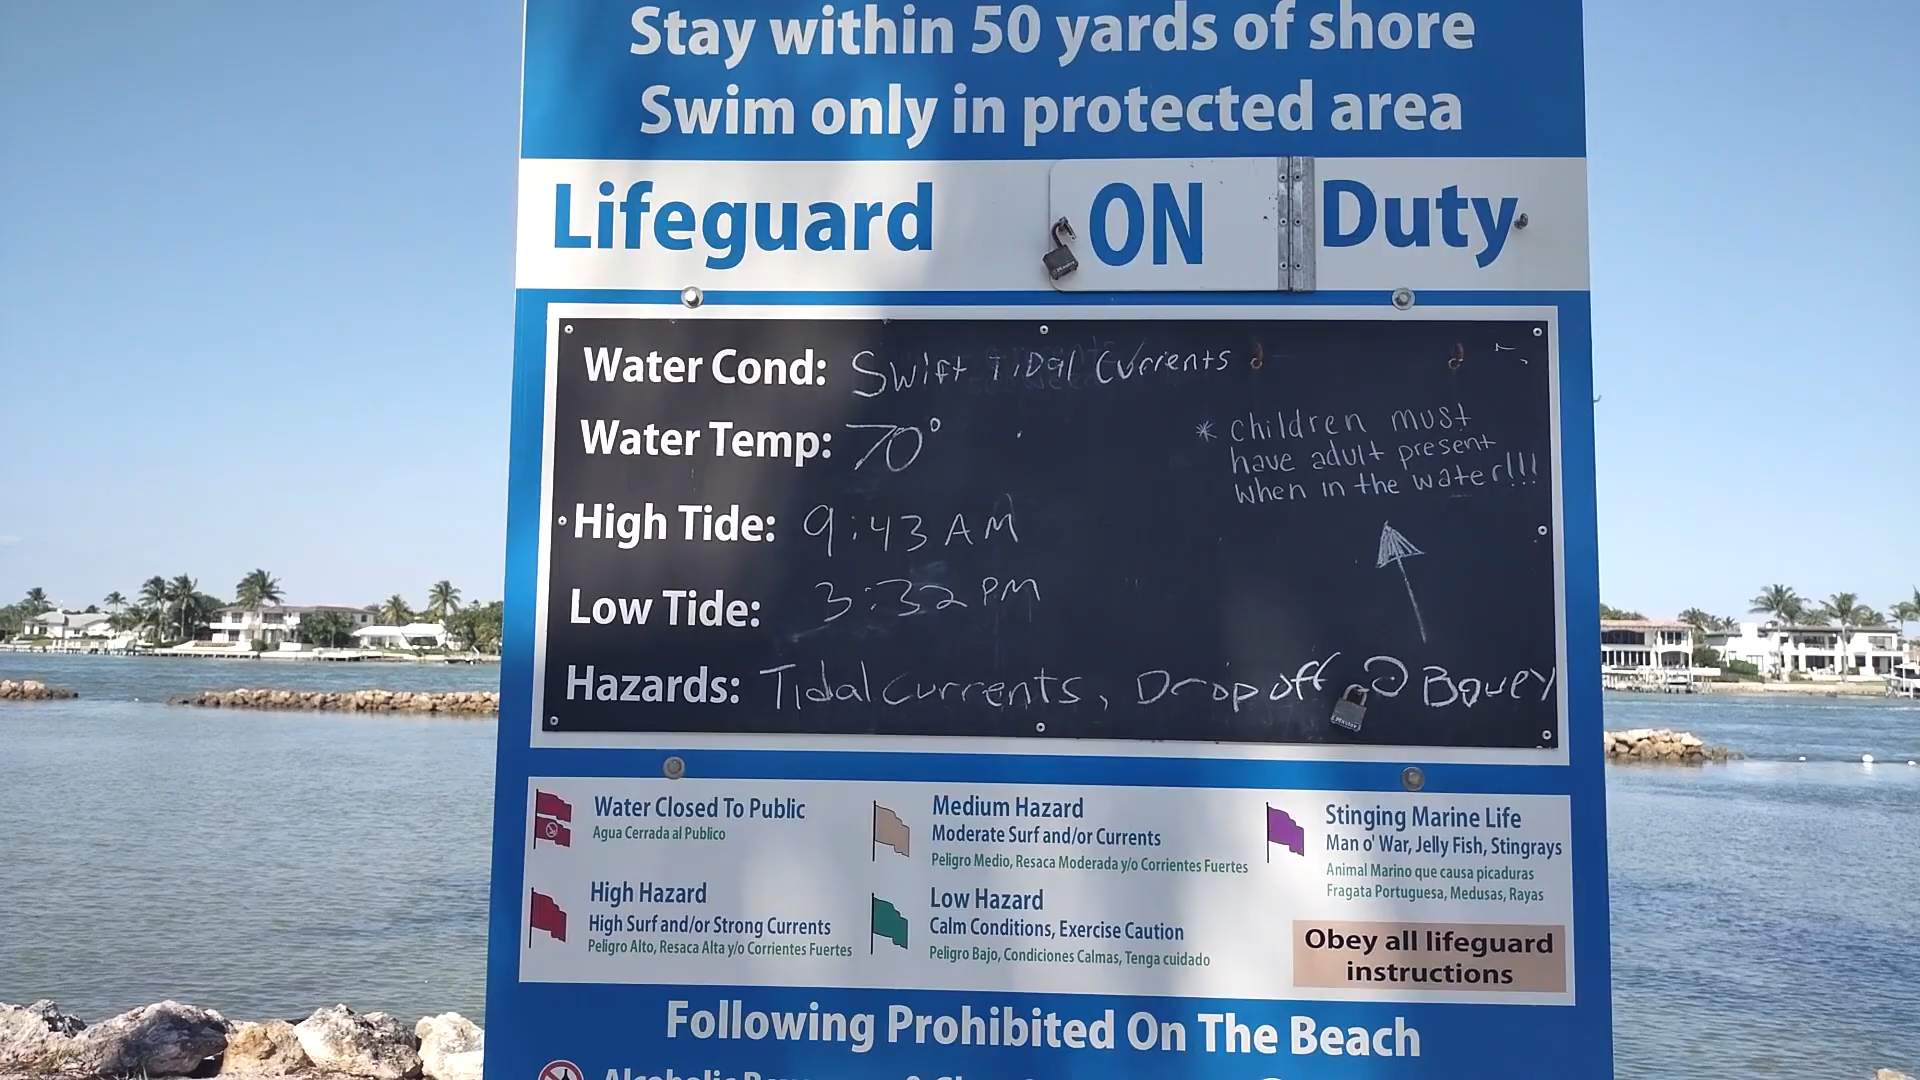 Stay within 50 yards of shore
Swim only in protected area
Lifeguard ON Duty
Water Cond: Swift Tidal Currents
Water Temp: 70°
* children must
have adult present
when in the water!!!
High Tide: 9:43 AM
Low Tide: 3:32 PM
Hazards: Tidal currents, Drop off @ Bouey
Water Closed To Public
Agua Cerrada al Publico
High Hazard
High Surf and/or Strong Currents
Peligro Alto, Resaca Alta y/o Corrientes Fuertes
Medium Hazard
Moderate Surf and/or Currents
Peligro Medio, Resaca Moderada y/o Corrientes Fuertes
Low Hazard
Calm Conditions, Exercise Caution
Peligro Bajo, Condiciones Calmas, Tenga cuidado
Stinging Marine Life
Man o' War, Jelly Fish, Stingrays
Animal Marino que causa picaduras
Fragata Portuguesa, Medusas, Rayas
Obey all lifeguard
instructions
Following Prohibited On The Beach